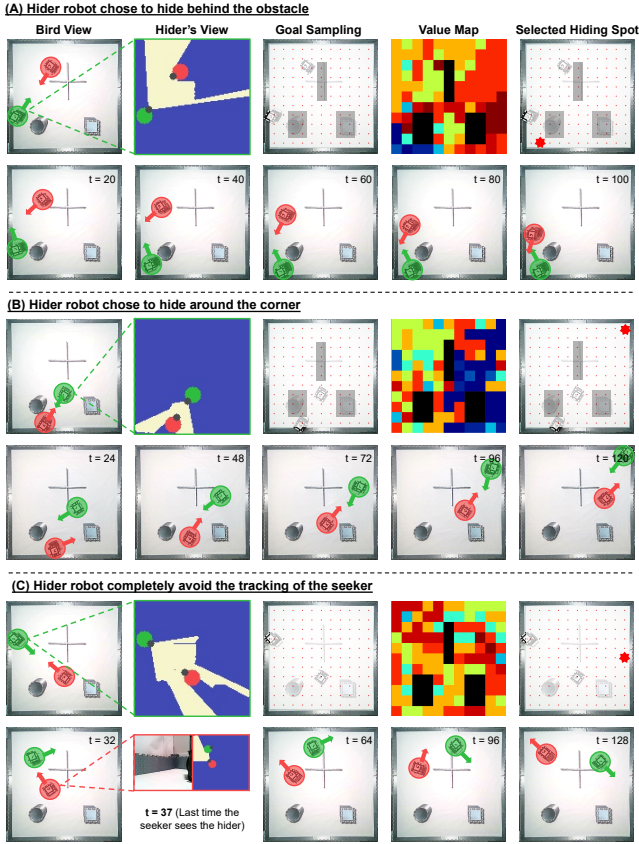 (A) Hider robot chose to hide behind the obstacle
Bird View Hider's View Goal Sampling Value Map Selected Hiding Spot
t = 20 t = 40 t = 60 t = 80 t = 100
(B) Hider robot chose to hide around the corner
t = 24 t = 48 t = 72 t = 96 t = 120
(C) Hider robot completely avoid the tracking of the seeker
t = 32 t = 64 t = 96 t = 128
t = 37 (Last time the
seeker sees the hider)